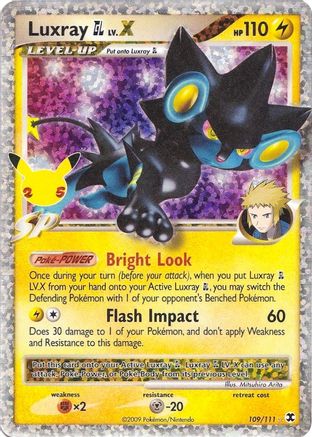 Luxray GL LV.X HP 110
LEVEL-UP Put onto Luxray GL
25
SP
Poké-POWER Bright Look
Once during your turn (before your attack), when you put Luxray GL
LV.X from your hand onto your Active Luxray GL, you may switch the
Defending Pokémon with 1 of your opponent's Benched Pokémon.
Flash Impact 60
Does 30 damage to 1 of your Pokémon, and don't apply Weakness
and Resistance to this damage.
Put this card onto your Active Luxray GL. Luxray GL LV.X can use any
attack, Poké-Power, or Poké-Body from its previous Level.
Illus. Mitsuhiro Arita
weakness resistance retreat cost
×2 -20
©2009 Pokémon/Nintendo 109/111